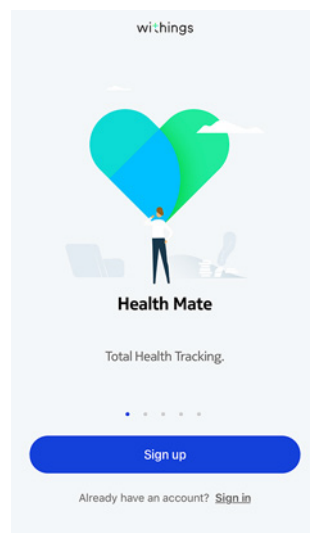 withings
Health Mate
Total Health Tracking.
Sign up
Already have an account? Sign in